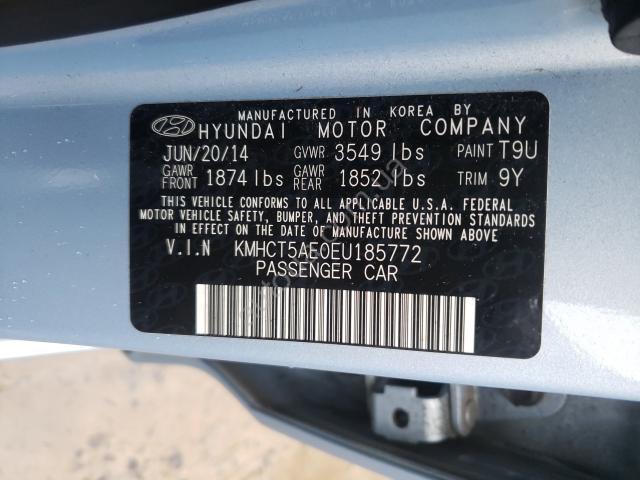 MANUFACTURED IN KOREA BY
HYUNDAI MOTOR COMPANY
JUN/20/14 GVWR 3549 lbs PAINT T9U
GAWR FRONT 1874 lbs GAWR REAR 1852 lbs TRIM 9Y
THIS VEHICLE CONFORMS TO ALL APPLICABLE U.S.A. FEDERAL
MOTOR VEHICLE SAFETY, BUMPER, AND THEFT PREVENTION STANDARDS
IN EFFECT ON THE DATE OF MANUFACTURE SHOWN ABOVE.
V.I.N KMHCT5AE0EU185772
PASSENGER CAR